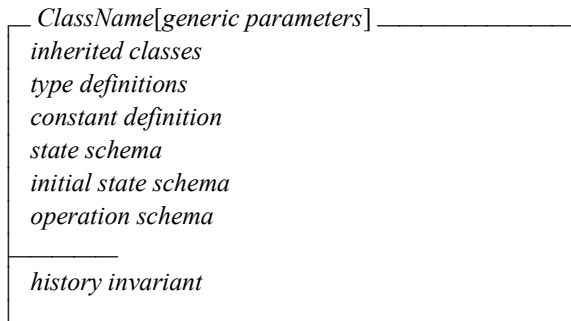 ClassName[generic parameters]
inherited classes
type definitions
constant definition
state schema
initial state schema
operation schema
history invariant